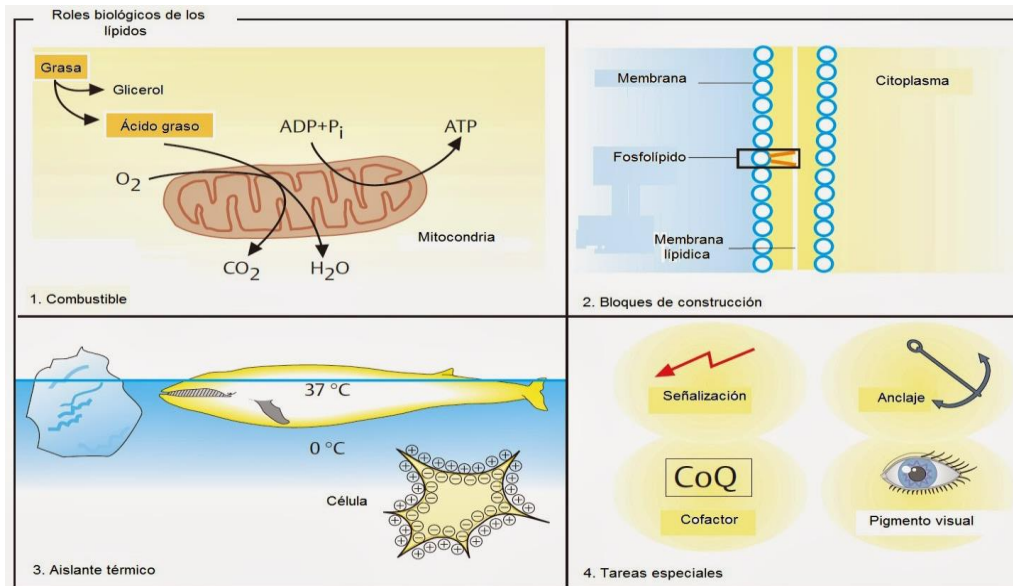 Roles biológicos de los
lípidos
Grasa
Glicerol
Ácido graso
ADP+Pi
ATP
O2
Mitocondria
CO2
H2O
1. Combustible
Membrana
Citoplasma
Fosfolípido
Membrana
lípidica
2. Bloques de construcción
37 °C
0 °C
Célula
3. Aislante térmico
Señalización
Anclaje
CoQ
Cofactor
Pigmento visual
4. Tareas especiales